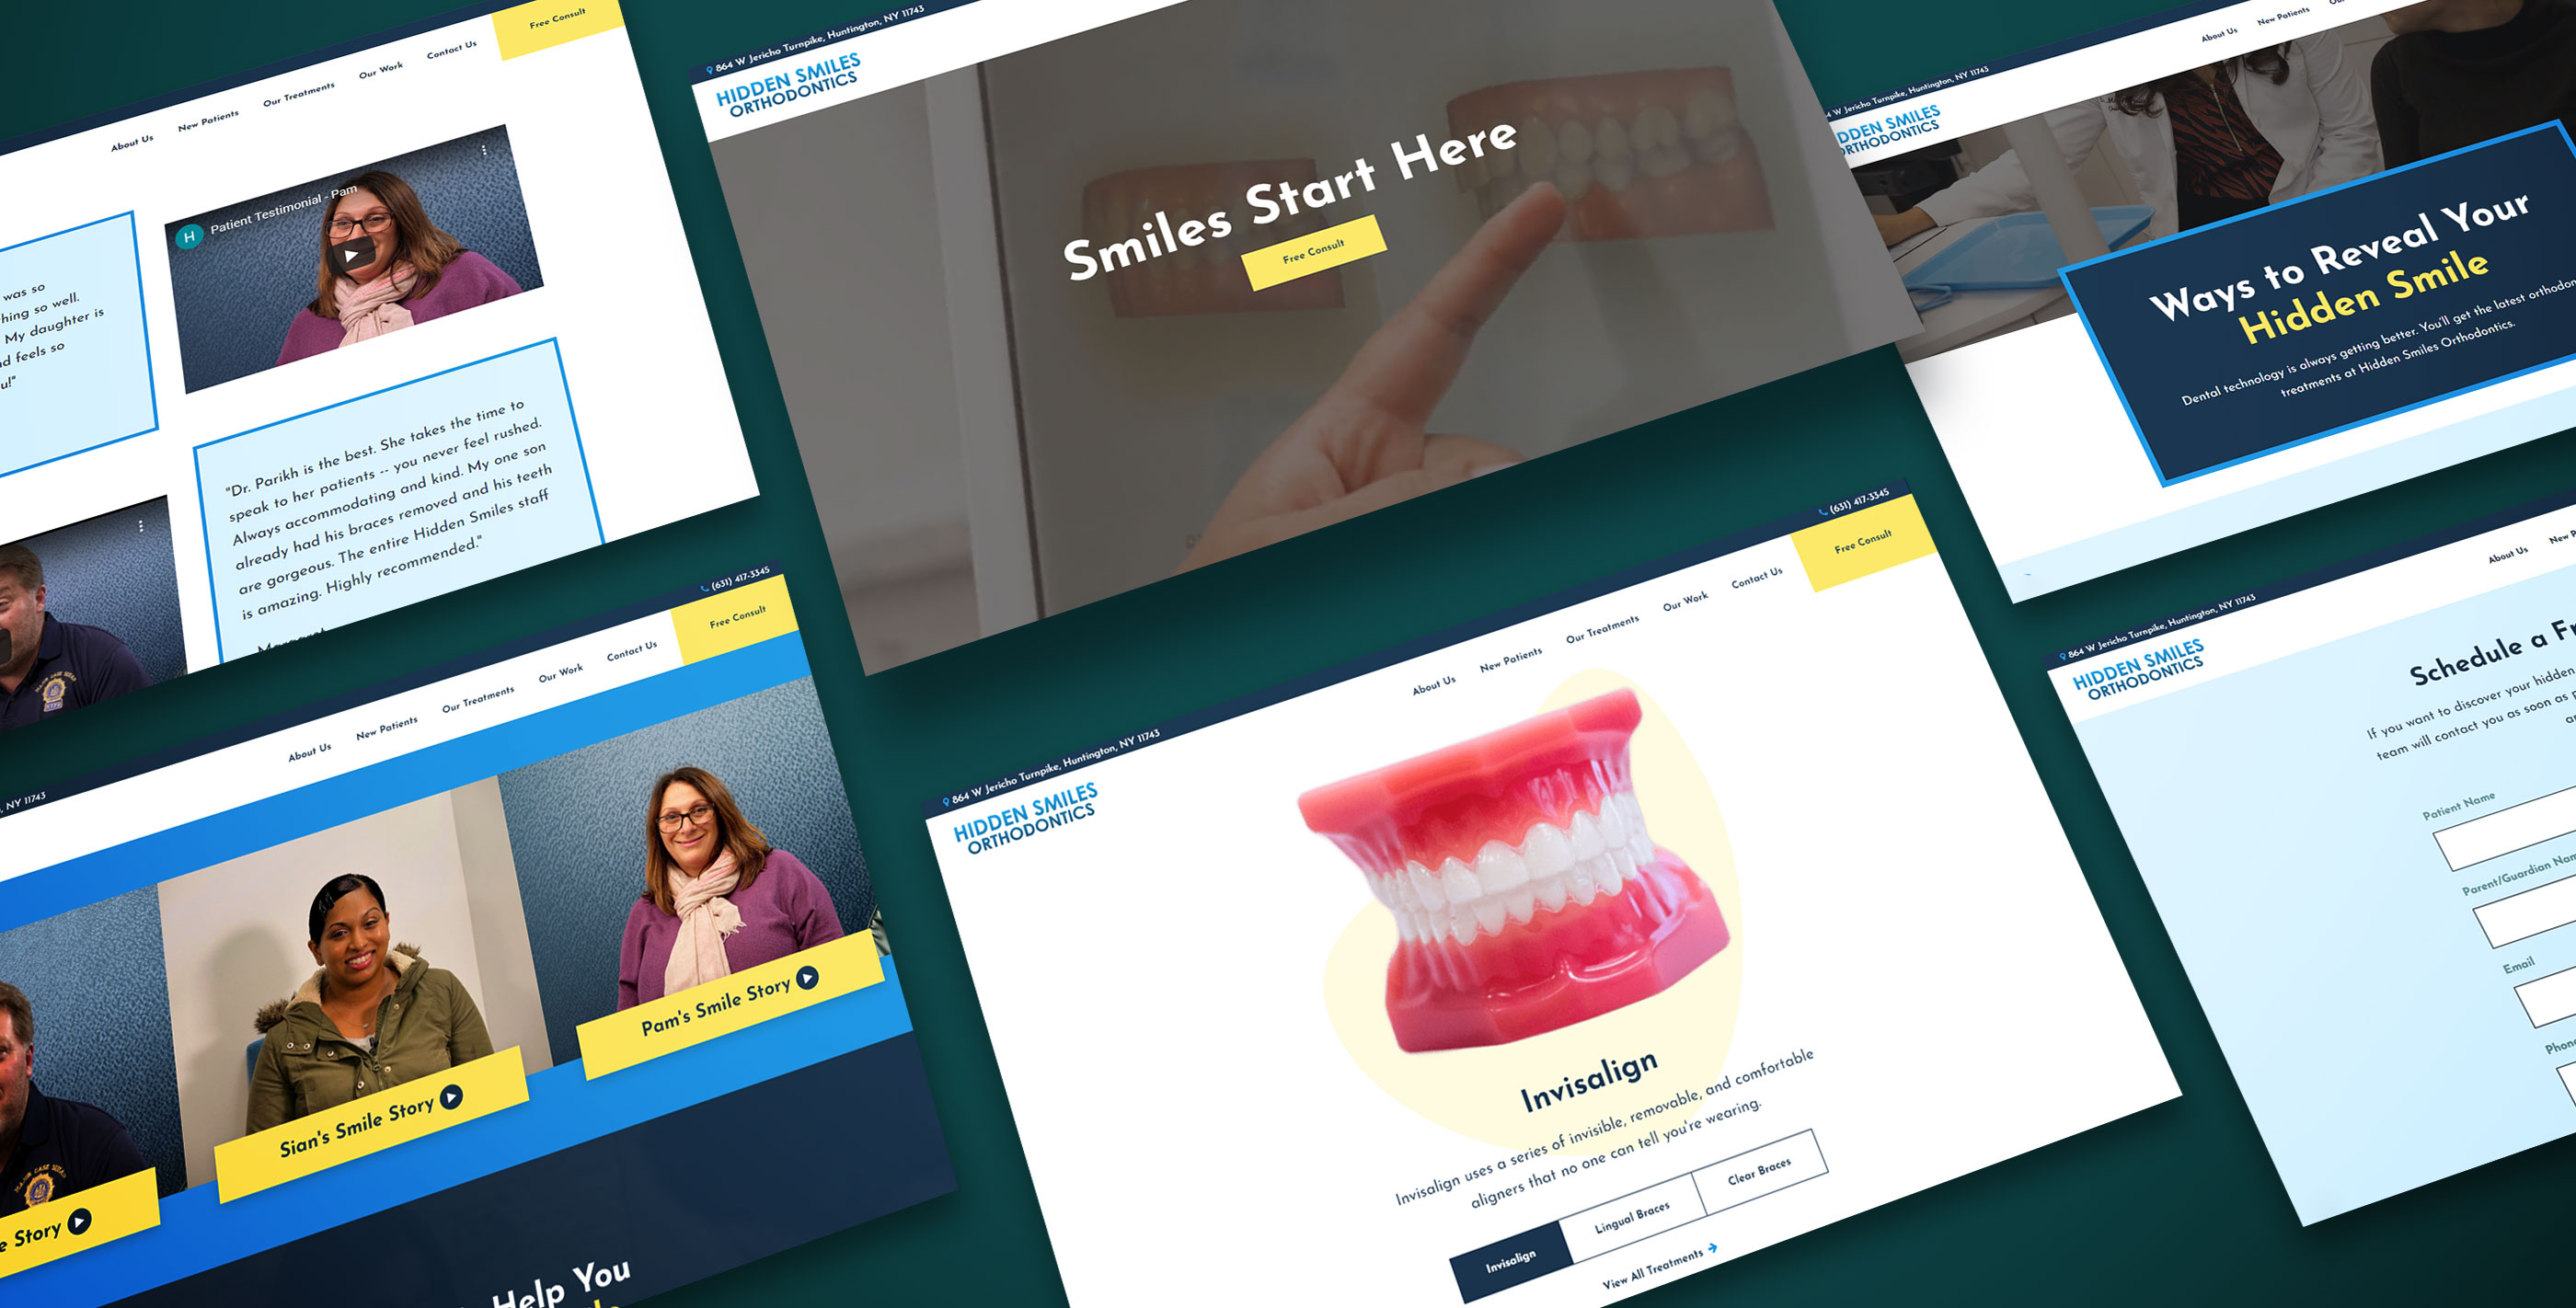 About Us
New Patients
Our Treatments
Our Work
Contact Us
Free Consult
H Patient Testimonial - Pam
was so
thing so well.
My daughter is
feels so
"Dr. Parikh is the best. She takes the time to
speak to her patients -- you never feel rushed.
Always accommodating and kind. My one son
already had his braces removed and his teeth
are gorgeous. The entire Hidden Smiles staff
is amazing. Highly recommended."
864 W Jericho Turnpike, Huntington, NY 11743
HIDDEN SMILES
ORTHODONTICS
Smiles Start Here
Free Consult
About Us
New Patients
W Jericho Turnpike, Huntington, NY 11743
SMILES
ORTHODONTICS
Ways to Reveal Your
Hidden Smile
Dental technology is always getting better. You'll get the latest
treatments at Hidden Smiles Orthodontics.
NY 11743
(631) 417-3345
About Us
New Patients
Our Treatments
Our Work
Contact Us
Free Consult
Story
Sian's Smile Story
Pam's Smile Story
Help You
864 W Jericho Turnpike, Huntington, NY 11743
(631) 417-3345
HIDDEN SMILES
ORTHODONTICS
About Us
New Patients
Our Treatments
Our Work
Contact Us
Free Consult
Invisalign
Invisalign uses a series of invisible, removable, and comfortable
aligners that no one can tell you're wearing.
Invisalign
Lingual Braces
Clear Braces
View All Treatments
864 W Jericho Turnpike, Huntington, NY 11743
HIDDEN SMILES
ORTHODONTICS
About Us
New
Schedule a
If you want to discover your hidden
team will contact you as soon as
Patient Name
Parent/Guardian
Email
Phone